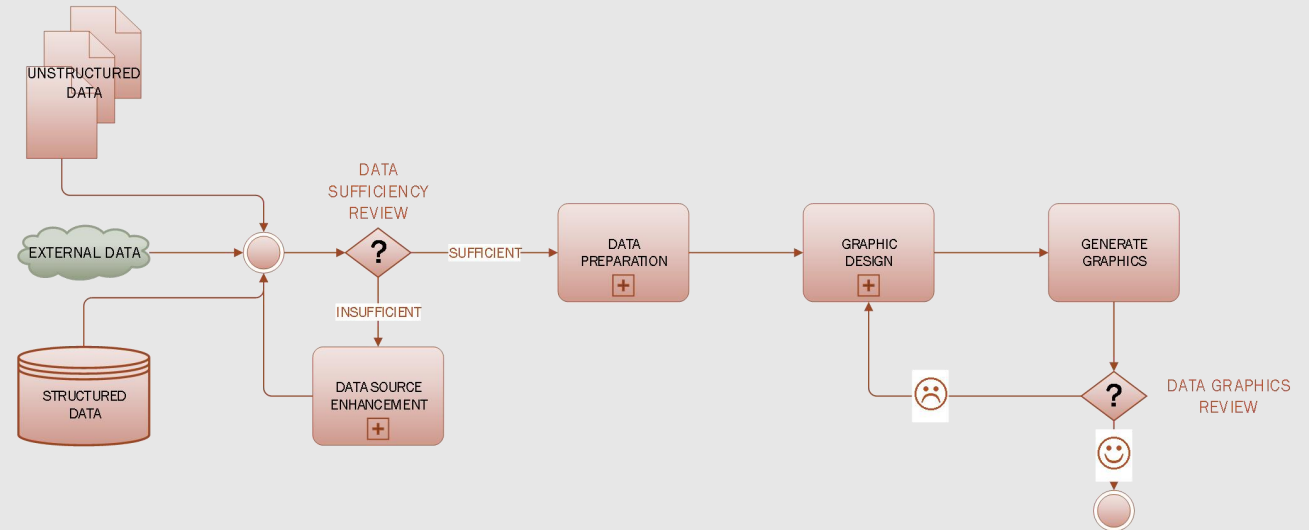 UNSTRUCTURED
DATA
EXTERNAL DATA
STRUCTURED
DATA
DATA
SUFFICIENCY
REVIEW
?
SUFFICIENT
INSUFFICIENT
DATA SOURCE
ENHANCEMENT
+
DATA
PREPARATION
+
GRAPHIC
DESIGN
+
GENERATE
GRAPHICS
?
DATA GRAPHICS
REVIEW